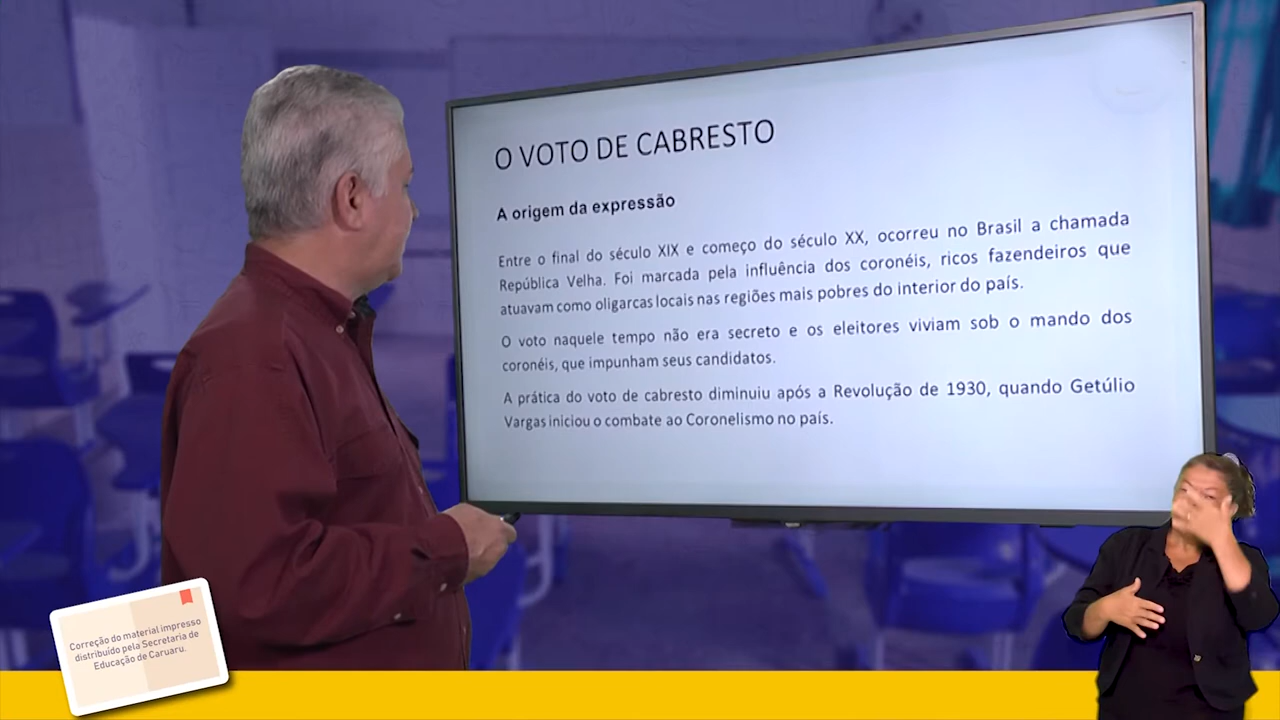 O VOTO DE CABRESTO
A origem da expressão
Entre o final do século XIX e começo do século XX, ocorreu no Brasil a chamada
República Velha. Foi marcada pela influência dos coronéis, ricos fazendeiros que
atuavam como oligarcas locais nas regiões mais pobres do interior do país.
O voto naquele tempo não era secreto e os eleitores viviam sob o mando dos
coronéis, que impunham seus candidatos.
A prática do voto de cabresto diminuiu após a Revolução de 1930, quando Getúlio
Vargas iniciou o combate ao Coronelismo no país.
Correção do material impresso
distribuído pela Secretaria de
Educação de Caruaru.